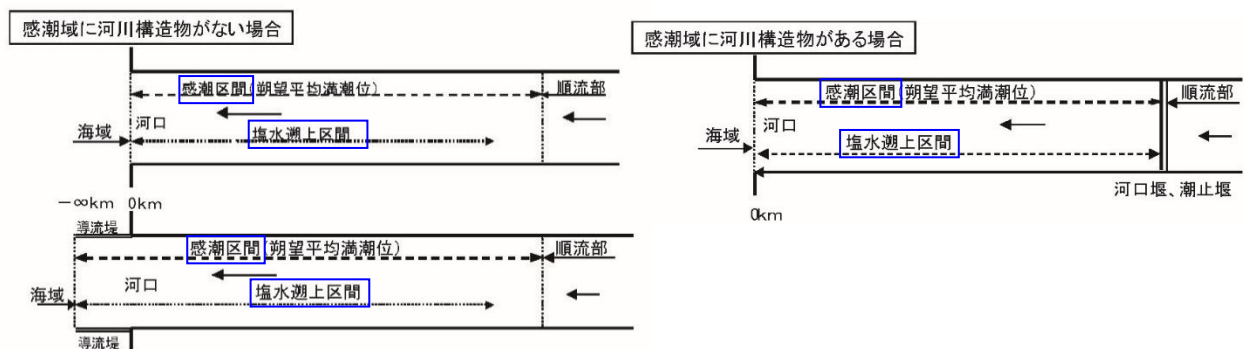 感潮域に河川構造物がない場合
感潮区間(朔望平均満潮位)
順流部
海域
河口
塩水遡上区間
－∞km 0km
導流堤
感潮区間(朔望平均満潮位)
順流部
河口
海域
塩水遡上区間
導流堤
感潮域に河川構造物がある場合
感潮区間(朔望平均満潮位)
順流部
海域
河口
塩水遡上区間
河口堰、潮止堰
0km